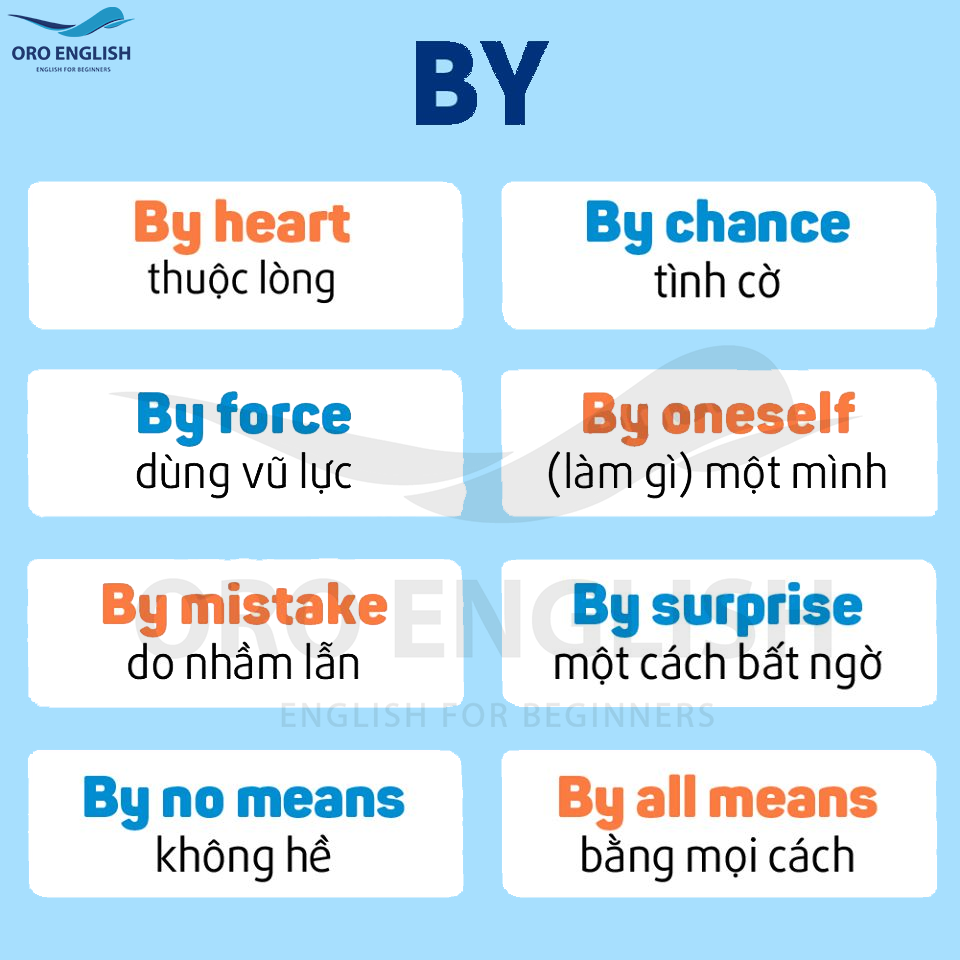 ORO ENGLISH
ENGLISH FOR BEGINNERS
BY
By heart
thuộc lòng
By chance
tình cờ
By force
dùng vũ lực
By oneself
(làm gì) một mình
By mistake
do nhầm lẫn
By surprise
một cách bất ngờ
ORO ENGLISH
ENGLISH FOR BEGINNERS
By no means
không hề
By all means
bằng mọi cách